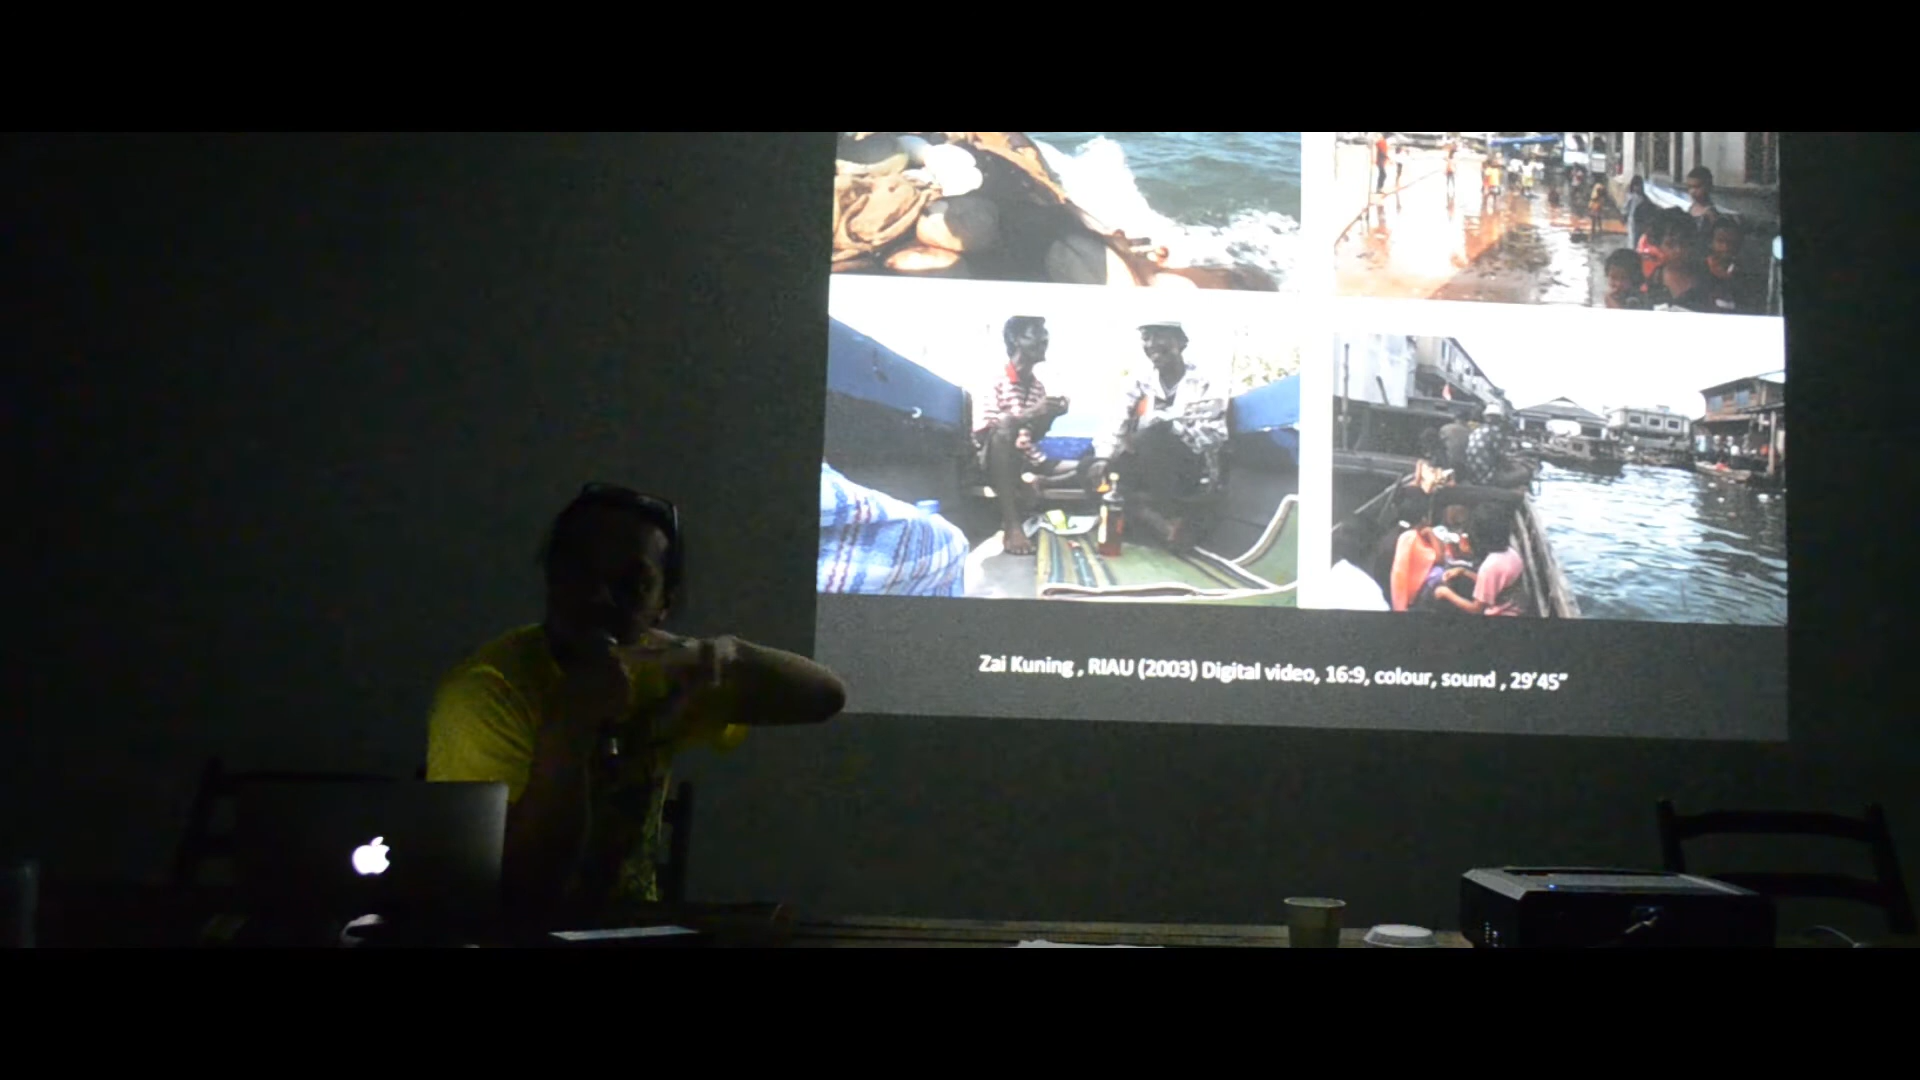 Zai Kuning , RIAU (2003) Digital video, 16:9, colour, sound , 29’45”